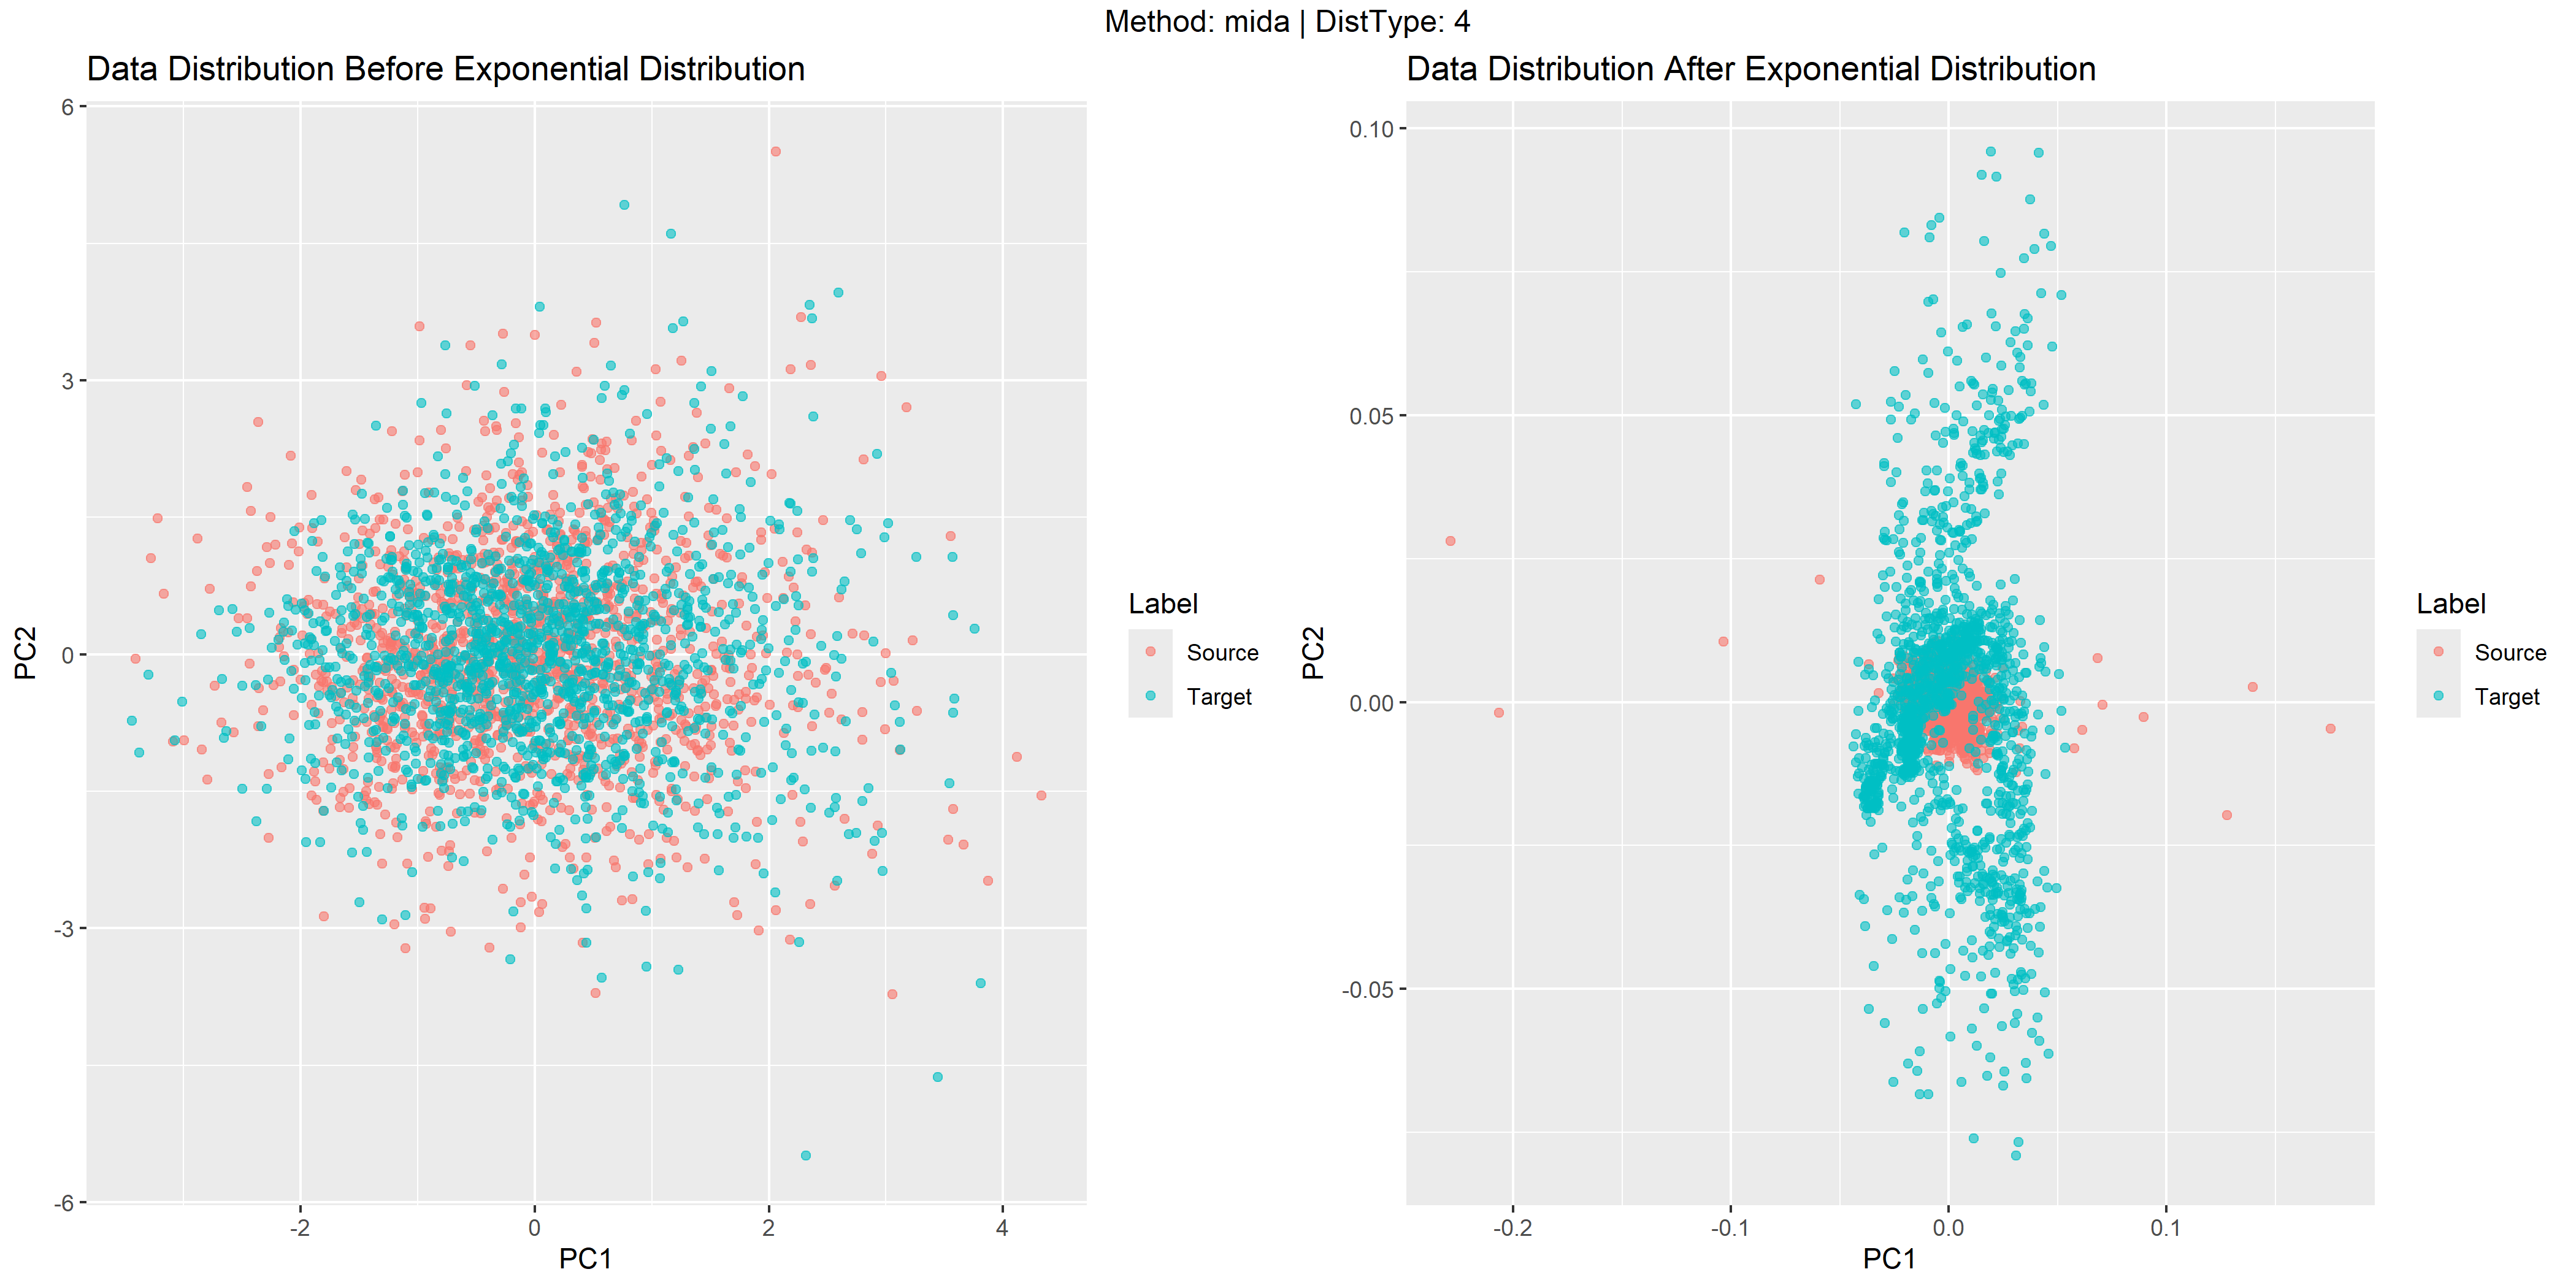 Method: mida | DistType: 4
Data Distribution Before Exponential Distribution
6
3
0
-3
-6
PC2
-2
0
2
4
PC1
Label
Source
Target
Data Distribution After Exponential Distribution
0.10
0.05
0.00
-0.05
PC2
-0.2
-0.1
0.0
0.1
PC1
Label
Source
Target